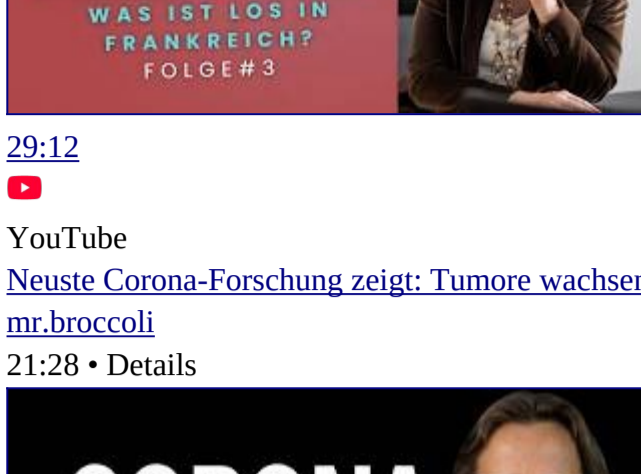 WAS IST LOS IN
FRANKREICH?
FOLGE#3
29:12
YouTube
Neuste Corona-Forschung zeigt: Tumore
mr.broccoli
21:28 • Details
CORONA